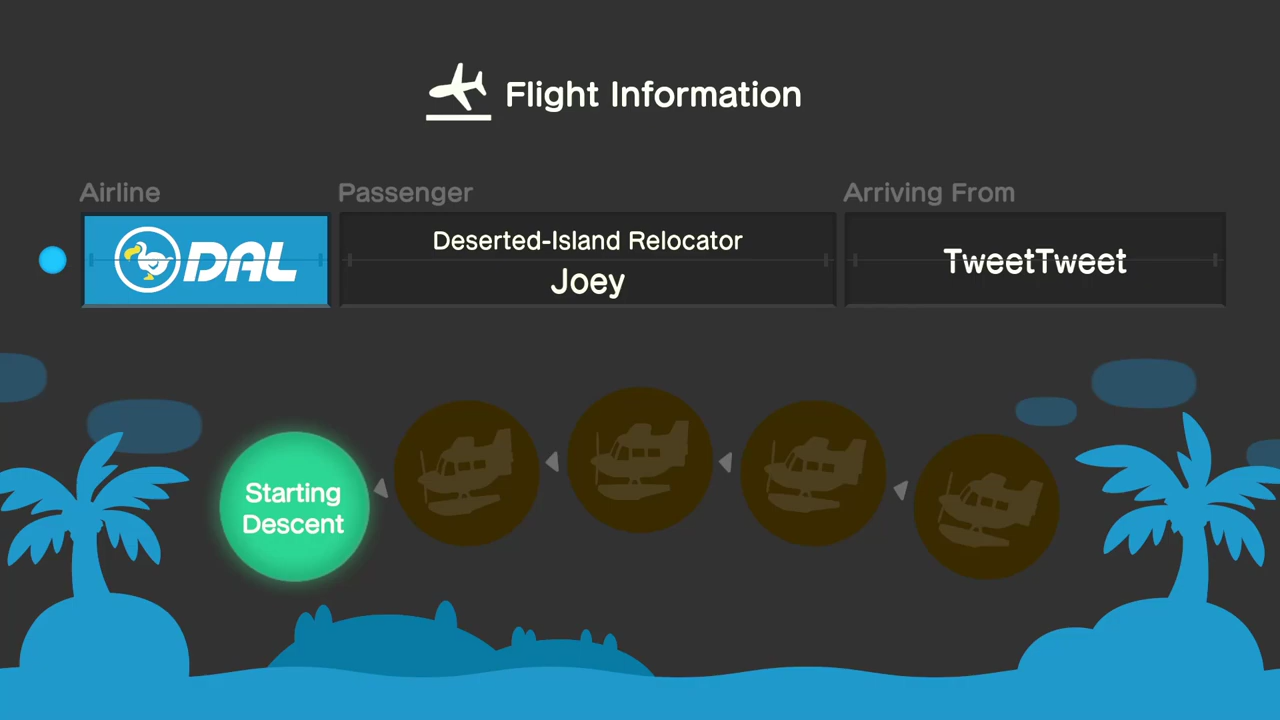 Flight Information
Airline
Passenger
Arriving From
DAL
Deserted-Island Relocator
Joey
TweetTweet
Starting
Descent